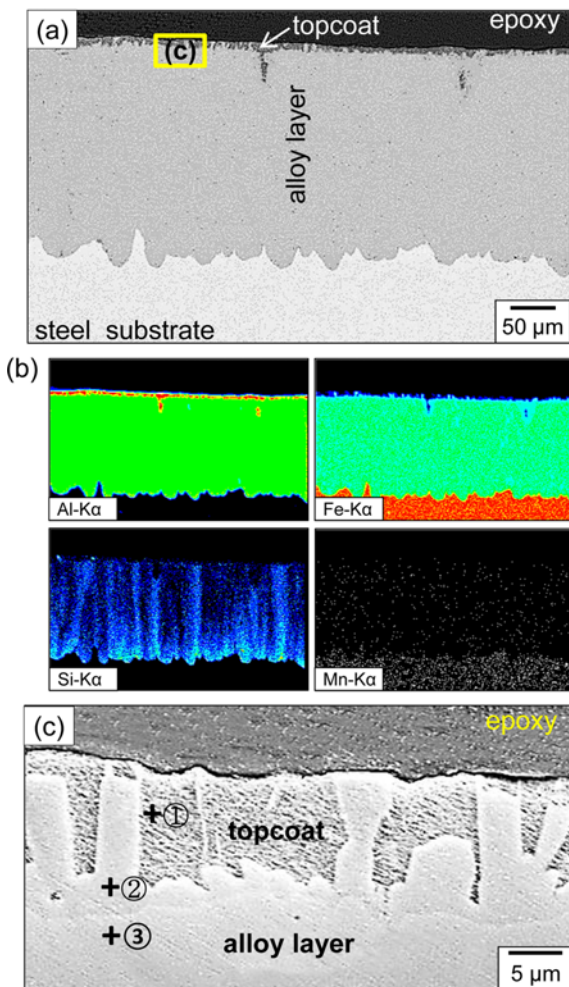 (a)
topcoat
epoxy
(c)
alloy layer
steel substrate
50 µm
(b)
Al-Kα
Fe-Kα
Si-Kα
Mn-Kα
(c)
epoxy
+①
topcoat
+②
+③
alloy layer
5 µm